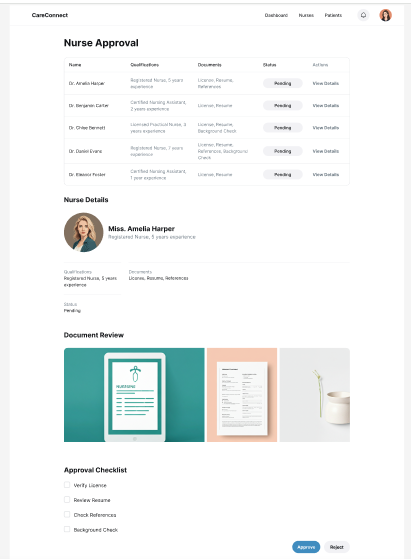 CareConnect
Dashboard Nurses Patients
Nurse Approval
Name Qualifications Documents Status Actions
Dr. Amelia Harper Registered Nurse, 5 years experience License, Resume, References Pending View Details
Dr. Benjamin Carter Certified Nursing Assistant, 2 years experience License, Resume Pending View Details
Dr. Chloe Bennett Licensed Practical Nurse, 3 years experience License, Resume, Background Check Pending View Details
Dr. Daniel Evans Registered Nurse, 7 years experience License, Resume, References, Background Check Pending View Details
Dr. Eleanor Foster Certified Nursing Assistant, 1 year experience License, Resume Pending View Details
Nurse Details
Miss. Amelia Harper
Registered Nurse, 5 years experience
Qualifications Documents
Registered Nurse, 5 years License, Resume, References
experience
Status
Pending
Document Review
NURSING
Approval Checklist
Verify License
Review Resume
Check References
Background Check
Approve Reject